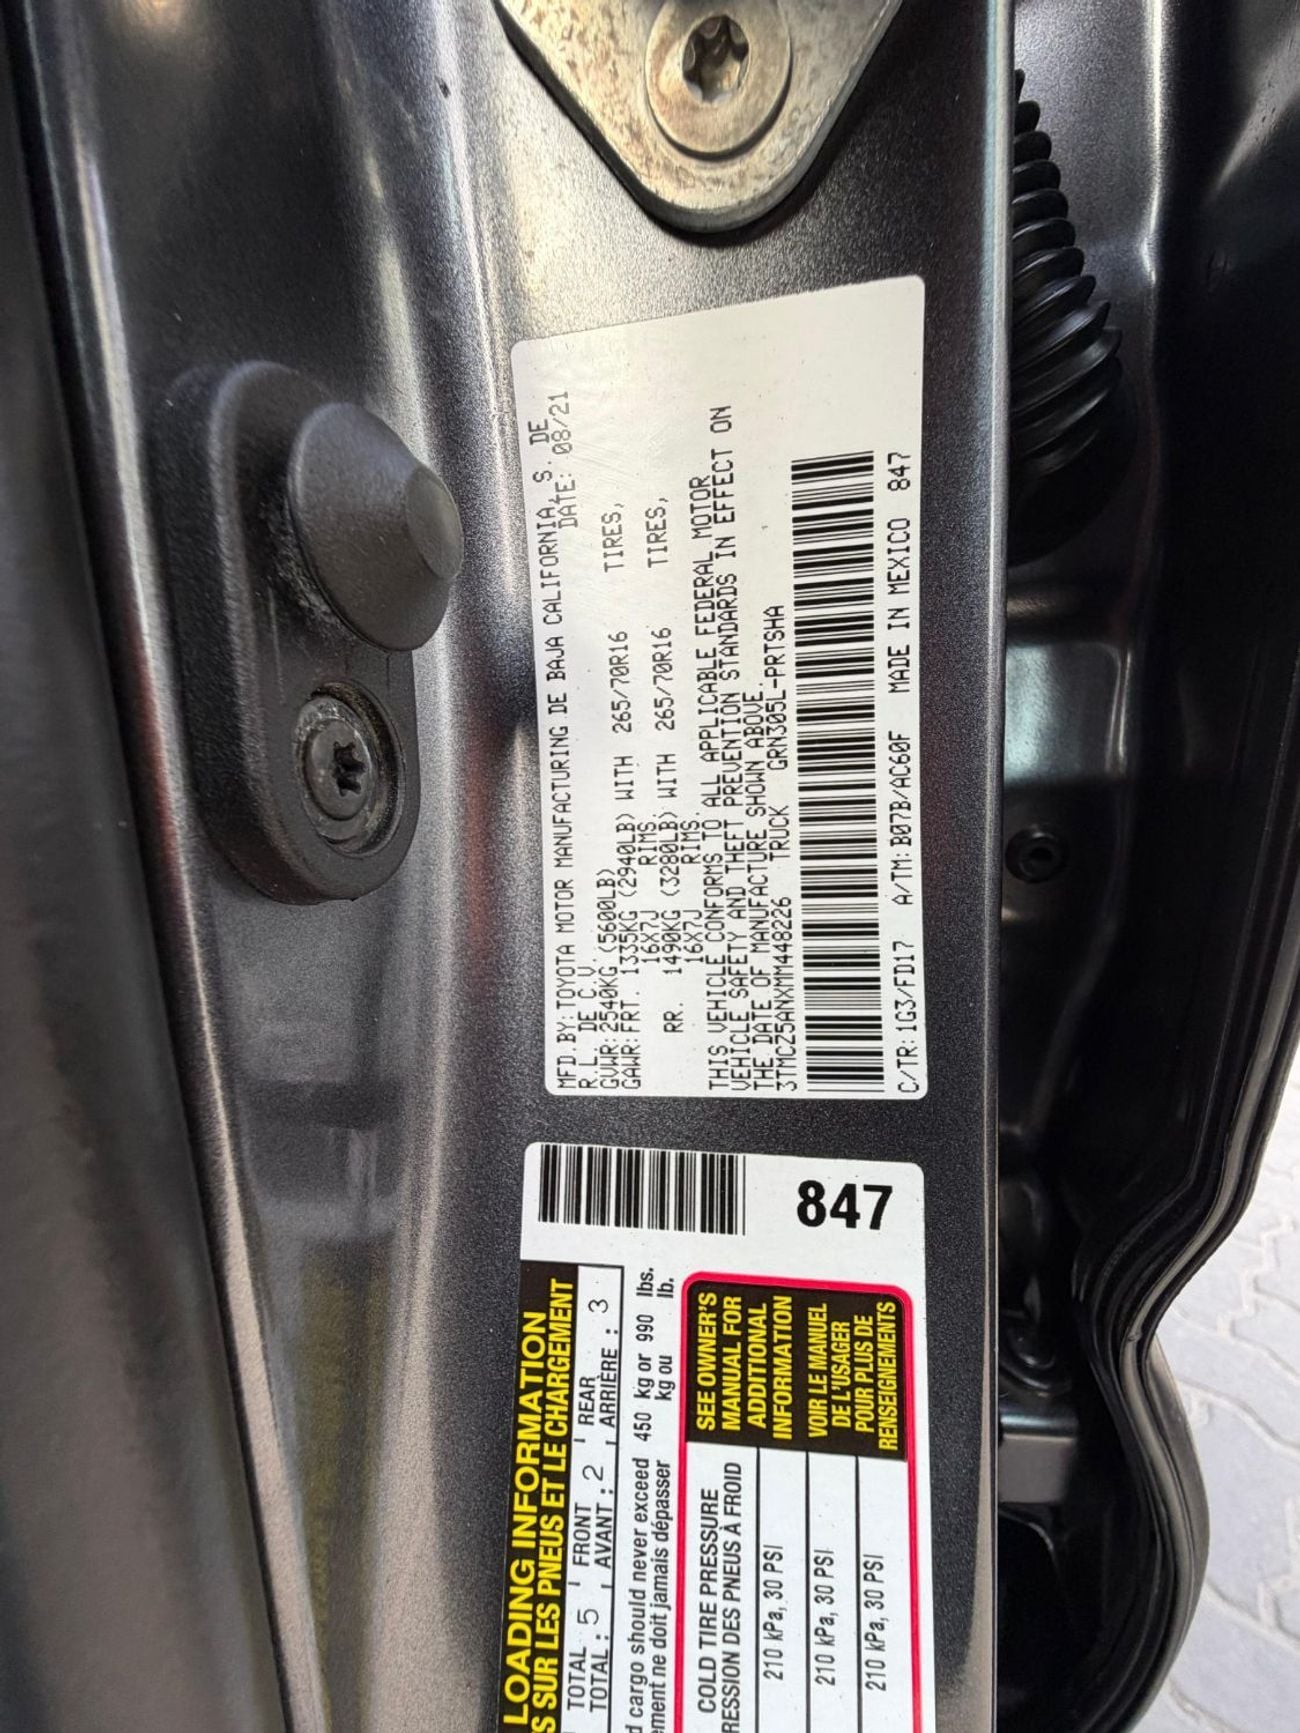 MFD. BY: TOYOTA MOTOR MANUFACTURING DE BAJA CALIFORNIA, S. DE
R. L. DE C. V. DATE: 08/21
GVWR: 2540KG (5600LB)
GAWR: FRT. 1335KG (2940LB) WITH 265/70R16 TIRES,
16X7J RIMS,
RR. 1490KG (3280LB) WITH 265/70R16 TIRES,
16X7J RIMS.
THIS VEHICLE CONFORMS TO ALL APPLICABLE FEDERAL MOTOR
VEHICLE SAFETY AND THEFT PREVENTION STANDARDS IN EFFECT ON
THE DATE OF MANUFACTURE SHOWN ABOVE.
3TMCZ5ANXMM448226 TRUCK GRN305L-PRTSHA
C/TR: 1G3/FD17 A/TM: B07B/AC60F MADE IN MEXICO 847
847
LOADING INFORMATION
SUR LES PNEUS ET LE CHARGEMENT
TOTAL 5 FRONT 2 REAR 3
TOTAL : 5 AVANT : 2 ARRIÈRE : 3
cargo should never exceed 450 kg or 990 lbs.
ne doit jamais dépasser kg ou lb.
COLD TIRE PRESSURE
DES PNEUS À FROID
210 kPa, 30 PSI
210 kPa, 30 PSI
210 kPa, 30 PSI
SEE OWNER'S
MANUAL FOR
ADDITIONAL
INFORMATION
VOIR LE MANUEL
DE L'USAGER
POUR PLUS DE
RENSEIGNEMENTS